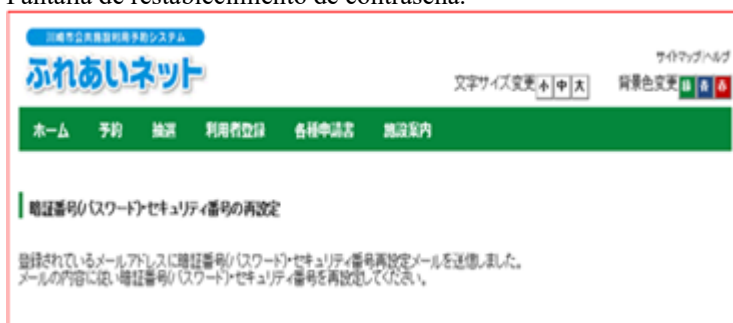 Pantalla de restablecimiento de contraseña.
川崎市公共施設利用予約システム
ふれあいネット
サイトマップ/ヘルプ
文字サイズ変更 小 中 大 背景色変更 緑 青 赤
ホーム 予約 抽選 利用者登録 各種申請書 施設案内
暗証番号(パスワード)・セキュリティ番号の再設定
登録されているメールアドレスに暗証番号(パスワード)・セキュリティ番号再設定メールを送信しました。
メールの内容に従い暗証番号(パスワード)・セキュリティ番号を再設定してください。